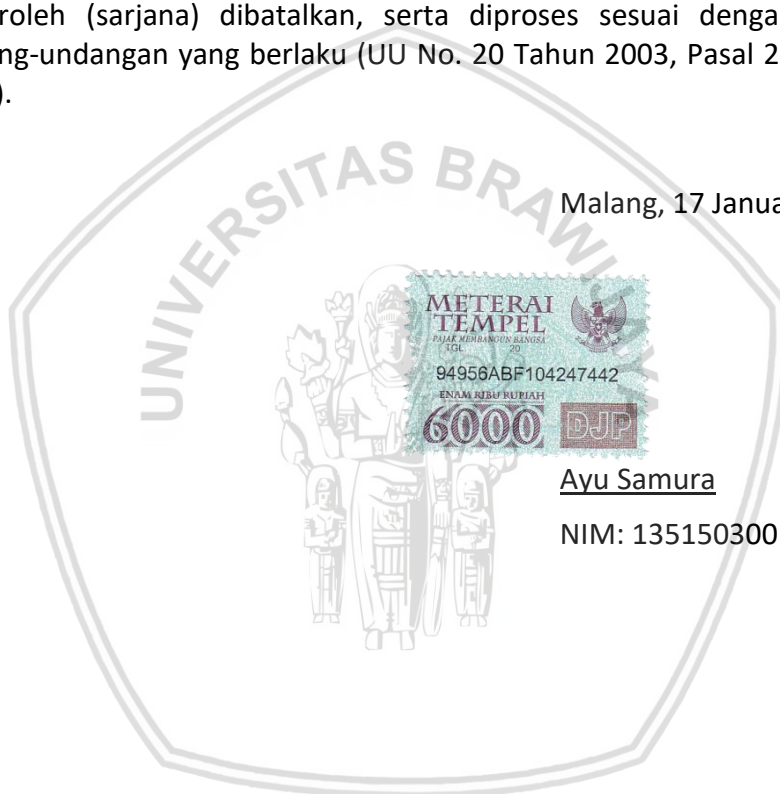 roleh (sarjana) dibatalkan, serta diproses sesuai denga
ng-undangan yang berlaku (UU No. 20 Tahun 2003, Pasal 2
).
UNIVERSITAS BRAWIJAYA
Malang, 17 Janua
METERAI
TEMPEL
PAJAK MEMBANGUN BANGSA
TGL 20
94956ABF104247442
ENAM RIBU RUPIAH
6000 DJP
Ayu Samura
NIM: 135150300